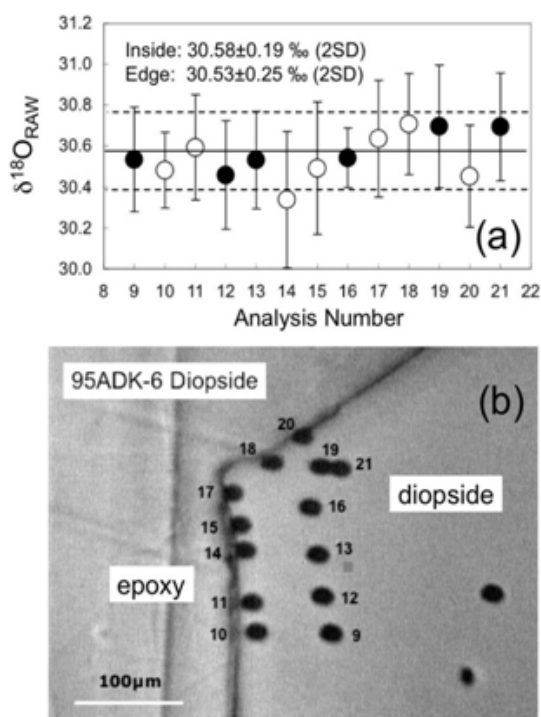 Inside: 30.58±0.19 ‰ (2SD)
Edge: 30.53±0.25 ‰ (2SD)
δ18ORAW
31.2
31.0
30.8
30.6
30.4
30.2
30.0
(a)
8 9 10 11 12 13 14 15 16 17 18 19 20 21 22
Analysis Number
95ADK-6 Diopside
(b)
20
18
19
21
17
16
diopside
15
14
13
epoxy
12
11
10
9
100µm